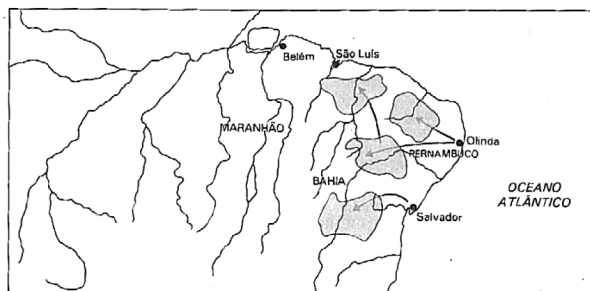 Belém
São Luís
MARANHÃO
Olinda
PERNAMBUCO
BAHIA
OCEANO
ATLÂNTICO
Salvador